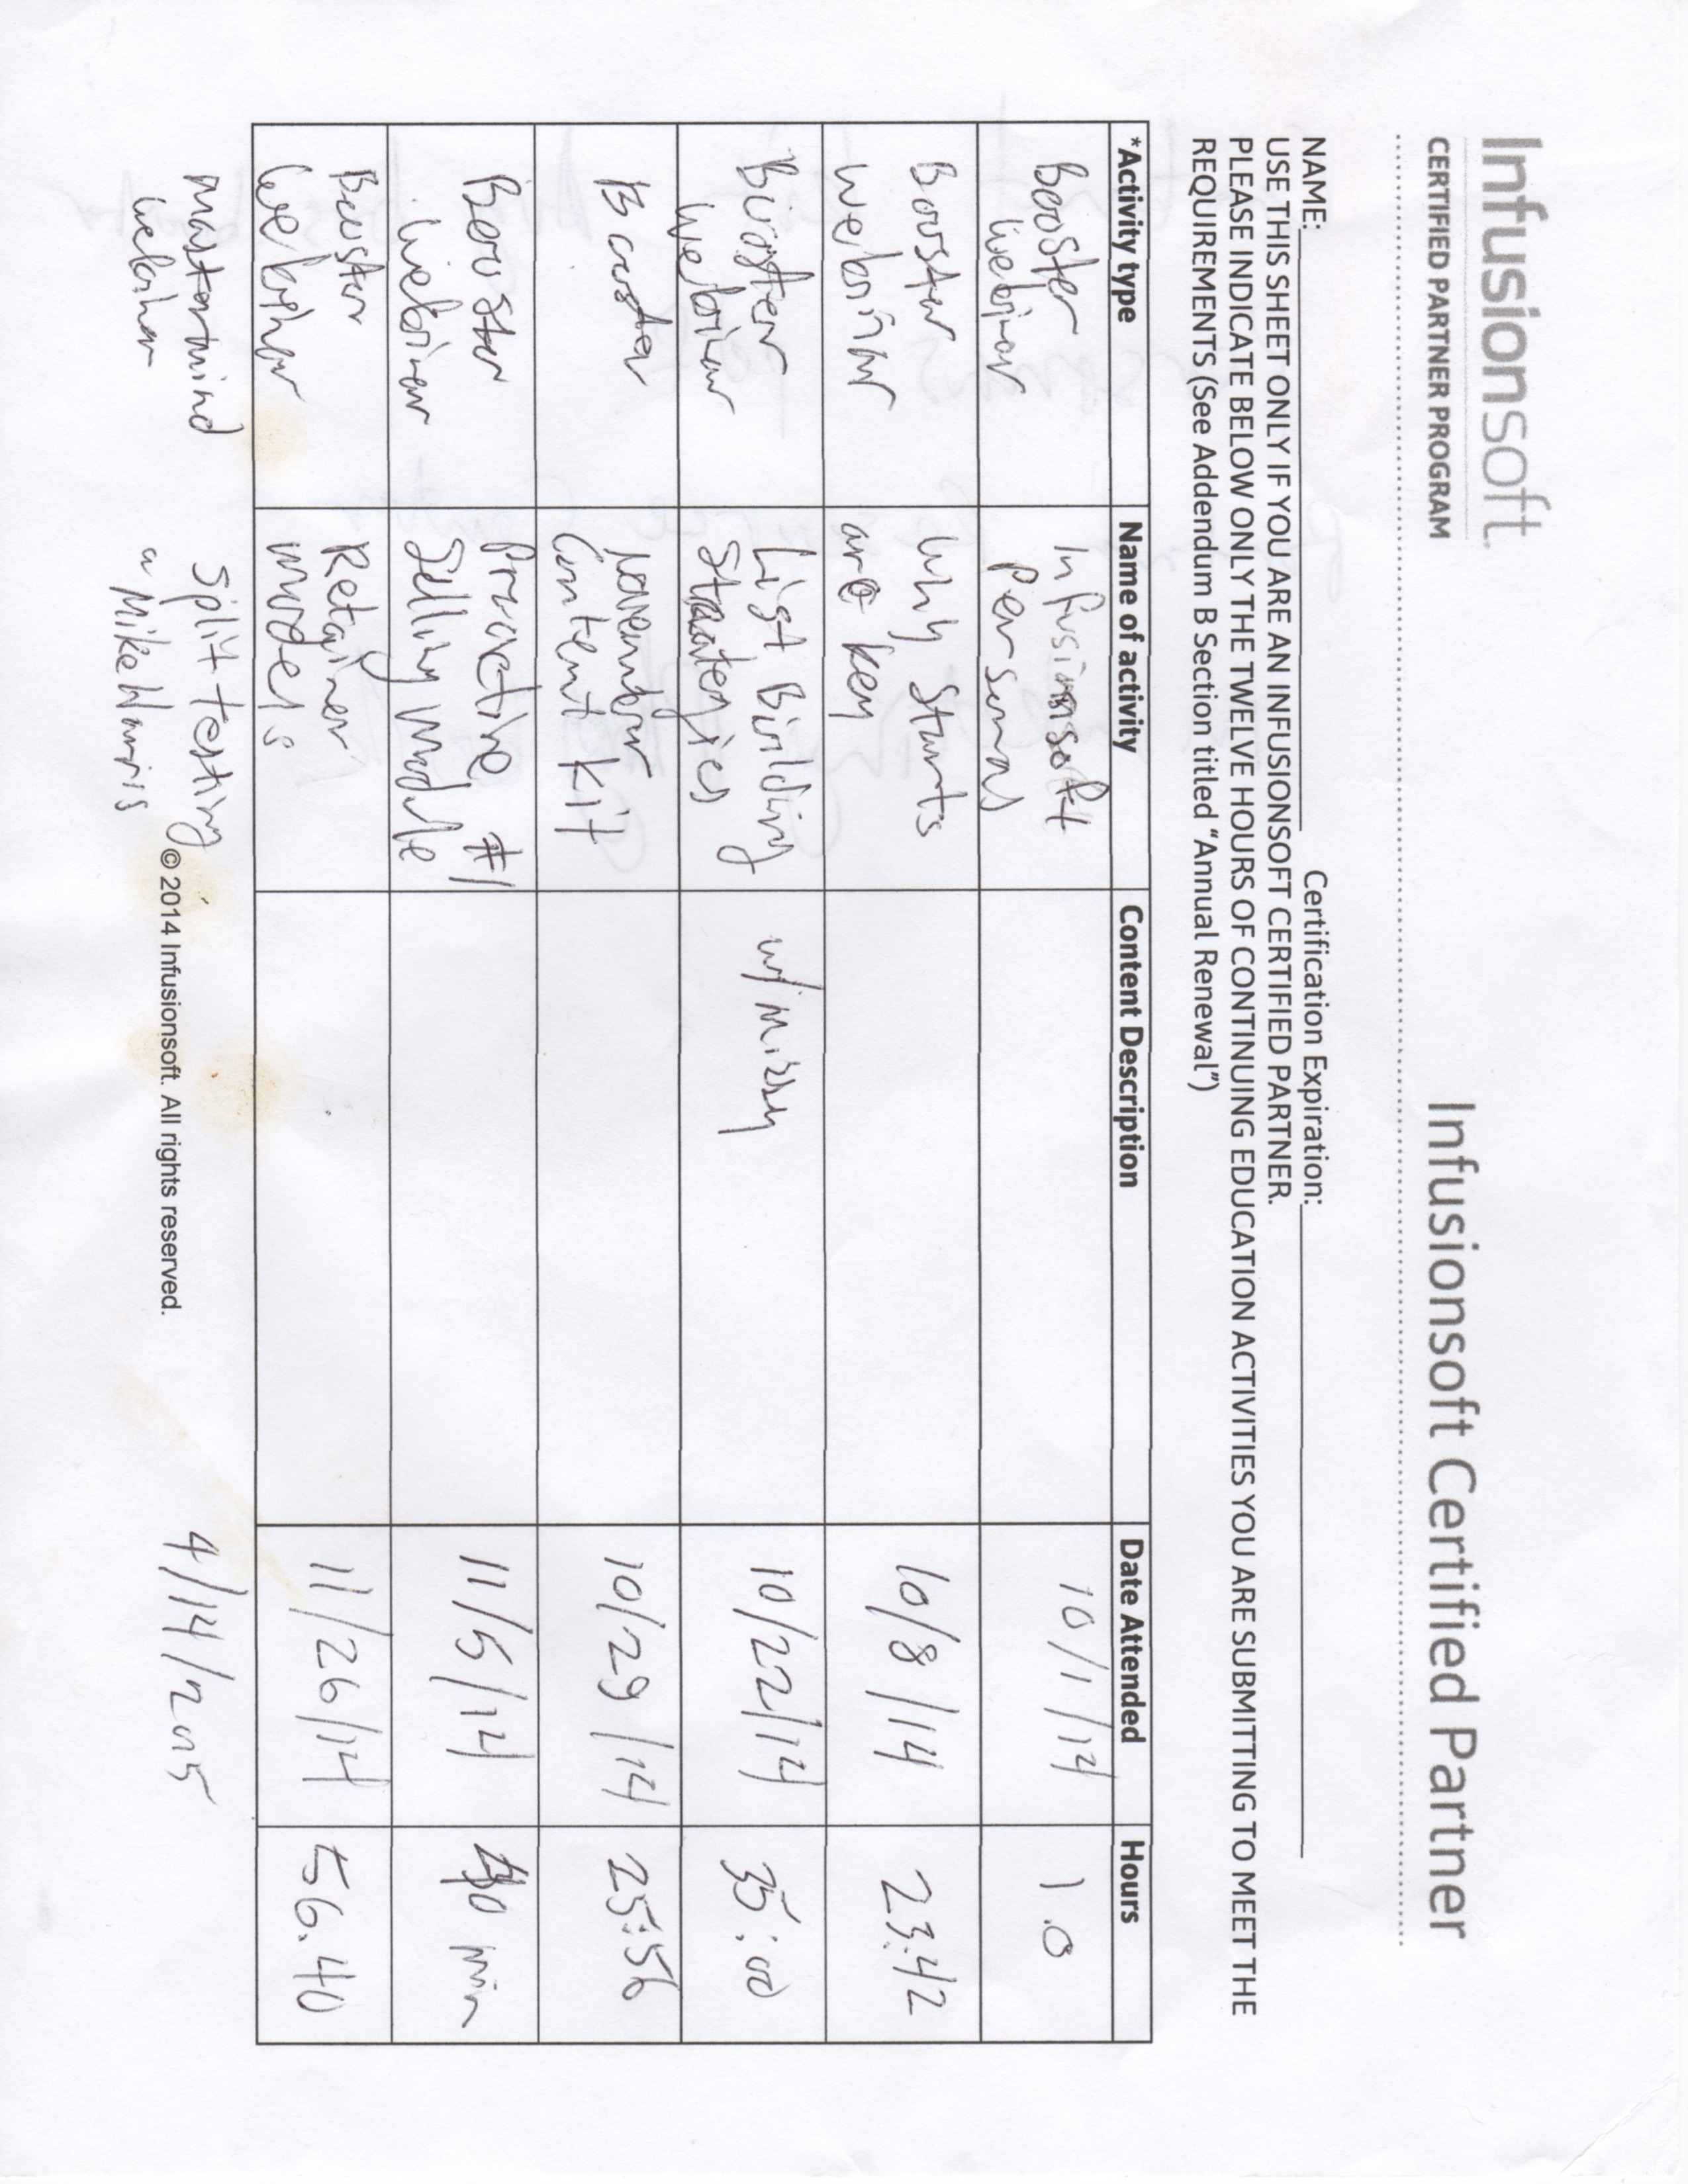 Infusionsoft.
CERTIFIED PARTNER PROGRAM
Infusionsoft Certified Partner
NAME: Certification Expiration:
USE THIS SHEET ONLY IF YOU ARE AN INFUSIONSOFT CERTIFIED PARTNER.
PLEASE INDICATE BELOW ONLY THE TWELVE HOURS OF CONTINUING EDUCATION ACTIVITIES YOU ARE SUBMITTING TO MEET THE
REQUIREMENTS (See Addendum B Section titled "Annual Renewal")
*Activity type Name of activity Content Description Date Attended Hours
Booster Infusionsoft 10/1/14 1.0
Webinar Personas
Booster Why Starts 10/8/14 23:42
Webinar are key
Booster List Building w/ Missy 10/22/14 35:00
Webinar Strategies
Booster November 10/29/14 25:56
Content Kit
Booster Proactive #1 11/5/14 40 min
Webinar Selling Module
Booster Retainer 11/26/14 56.40
Webinar models
mastermind split testing 4/14/2015
webinar Mike Harris
© 2014 Infusionsoft. All rights reserved.